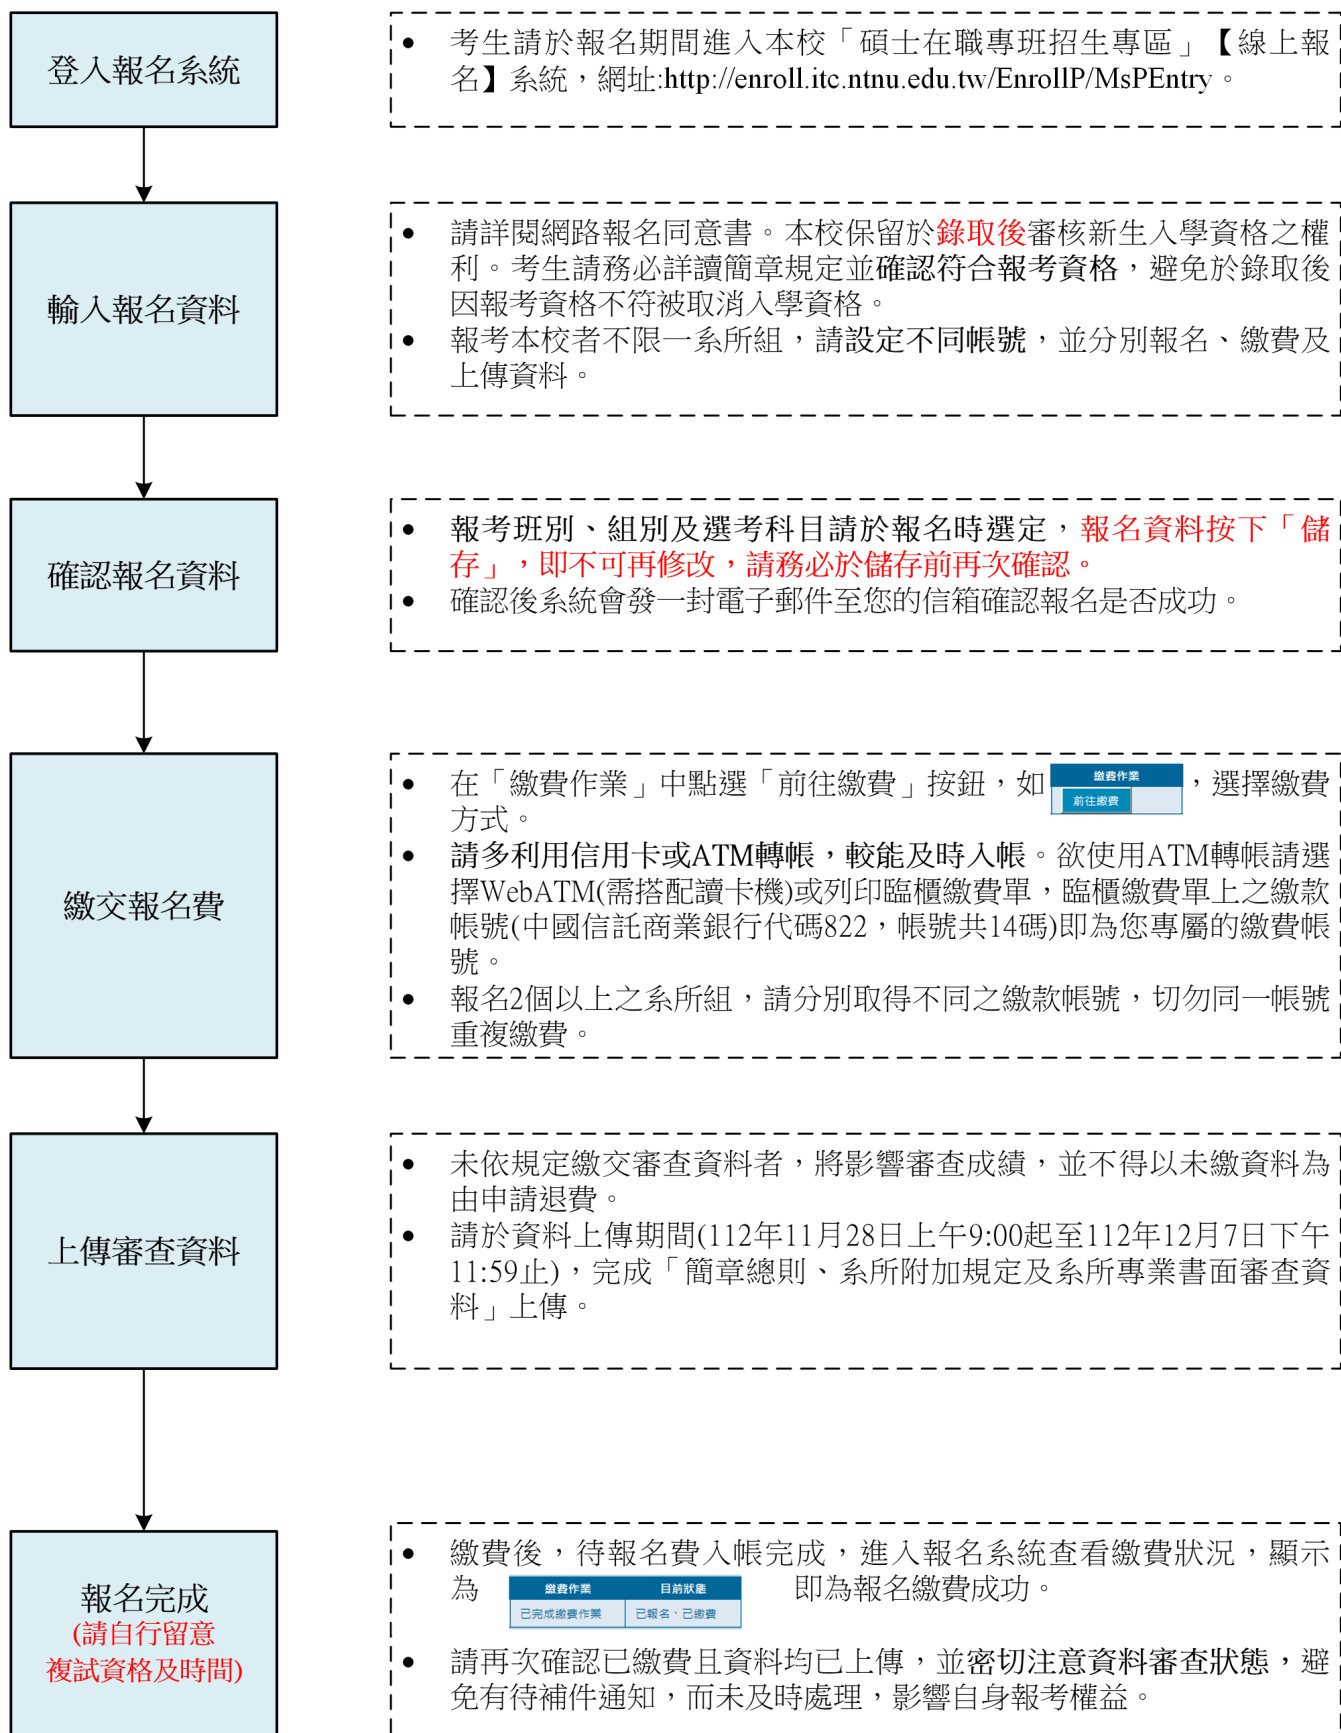 登入報名系統
• 考生請於報名期間進入本校「碩士在職專班招生專區」【線上報
名】系統，網址:http://enroll.itc.ntnu.edu.tw/EnrollP/MsPEntry。
輸入報名資料
• 請詳閱網路報名同意書。本校保留於錄取後審核新生入學資格之權
利。考生請務必詳讀簡章規定並確認符合報考資格，避免於錄取後
因報考資格不符被取消入學資格。
• 報考本校者不限一系所組，請設定不同帳號，並分別報名、繳費及
上傳資料。
確認報名資料
• 報考班別、組別及選考科目請於報名時選定，報名資料按下「儲
存」，即不可再修改，請務必於儲存前再次確認。
• 確認後系統會發一封電子郵件至您的信箱確認報名是否成功。
繳交報名費
• 在「繳費作業」中點選「前往繳費」按鈕，如 繳費作業 前往繳費 ，選擇繳費
方式。
• 請多利用信用卡或ATM轉帳，較能及時入帳。欲使用ATM轉帳請選
擇WebATM(需搭配讀卡機)或列印臨櫃繳費單，臨櫃繳費單上之繳款
帳號(中國信託商業銀行代碼822，帳號共14碼)即為您專屬的繳費帳
號。
• 報名2個以上之系所組，請分別取得不同之繳款帳號，切勿同一帳號
重複繳費。
上傳審查資料
• 未依規定繳交審查資料者，將影響審查成績，並不得以未繳資料為
由申請退費。
• 請於資料上傳期間(112年11月28日上午9:00起至112年12月7日下午
11:59止)，完成「簡章總則、系所附加規定及系所專業書面審查資
料」上傳。
報名完成
(請自行留意
複試資格及時間)
• 繳費後，待報名費入帳完成，進入報名系統查看繳費狀況，顯示
為 繳費作業 目前狀態 即為報名繳費成功。
已完成繳費作業 已報名、已繳費
• 請再次確認已繳費且資料均已上傳，並密切注意資料審查狀態，避
免有待補件通知，而未及時處理，影響自身報考權益。